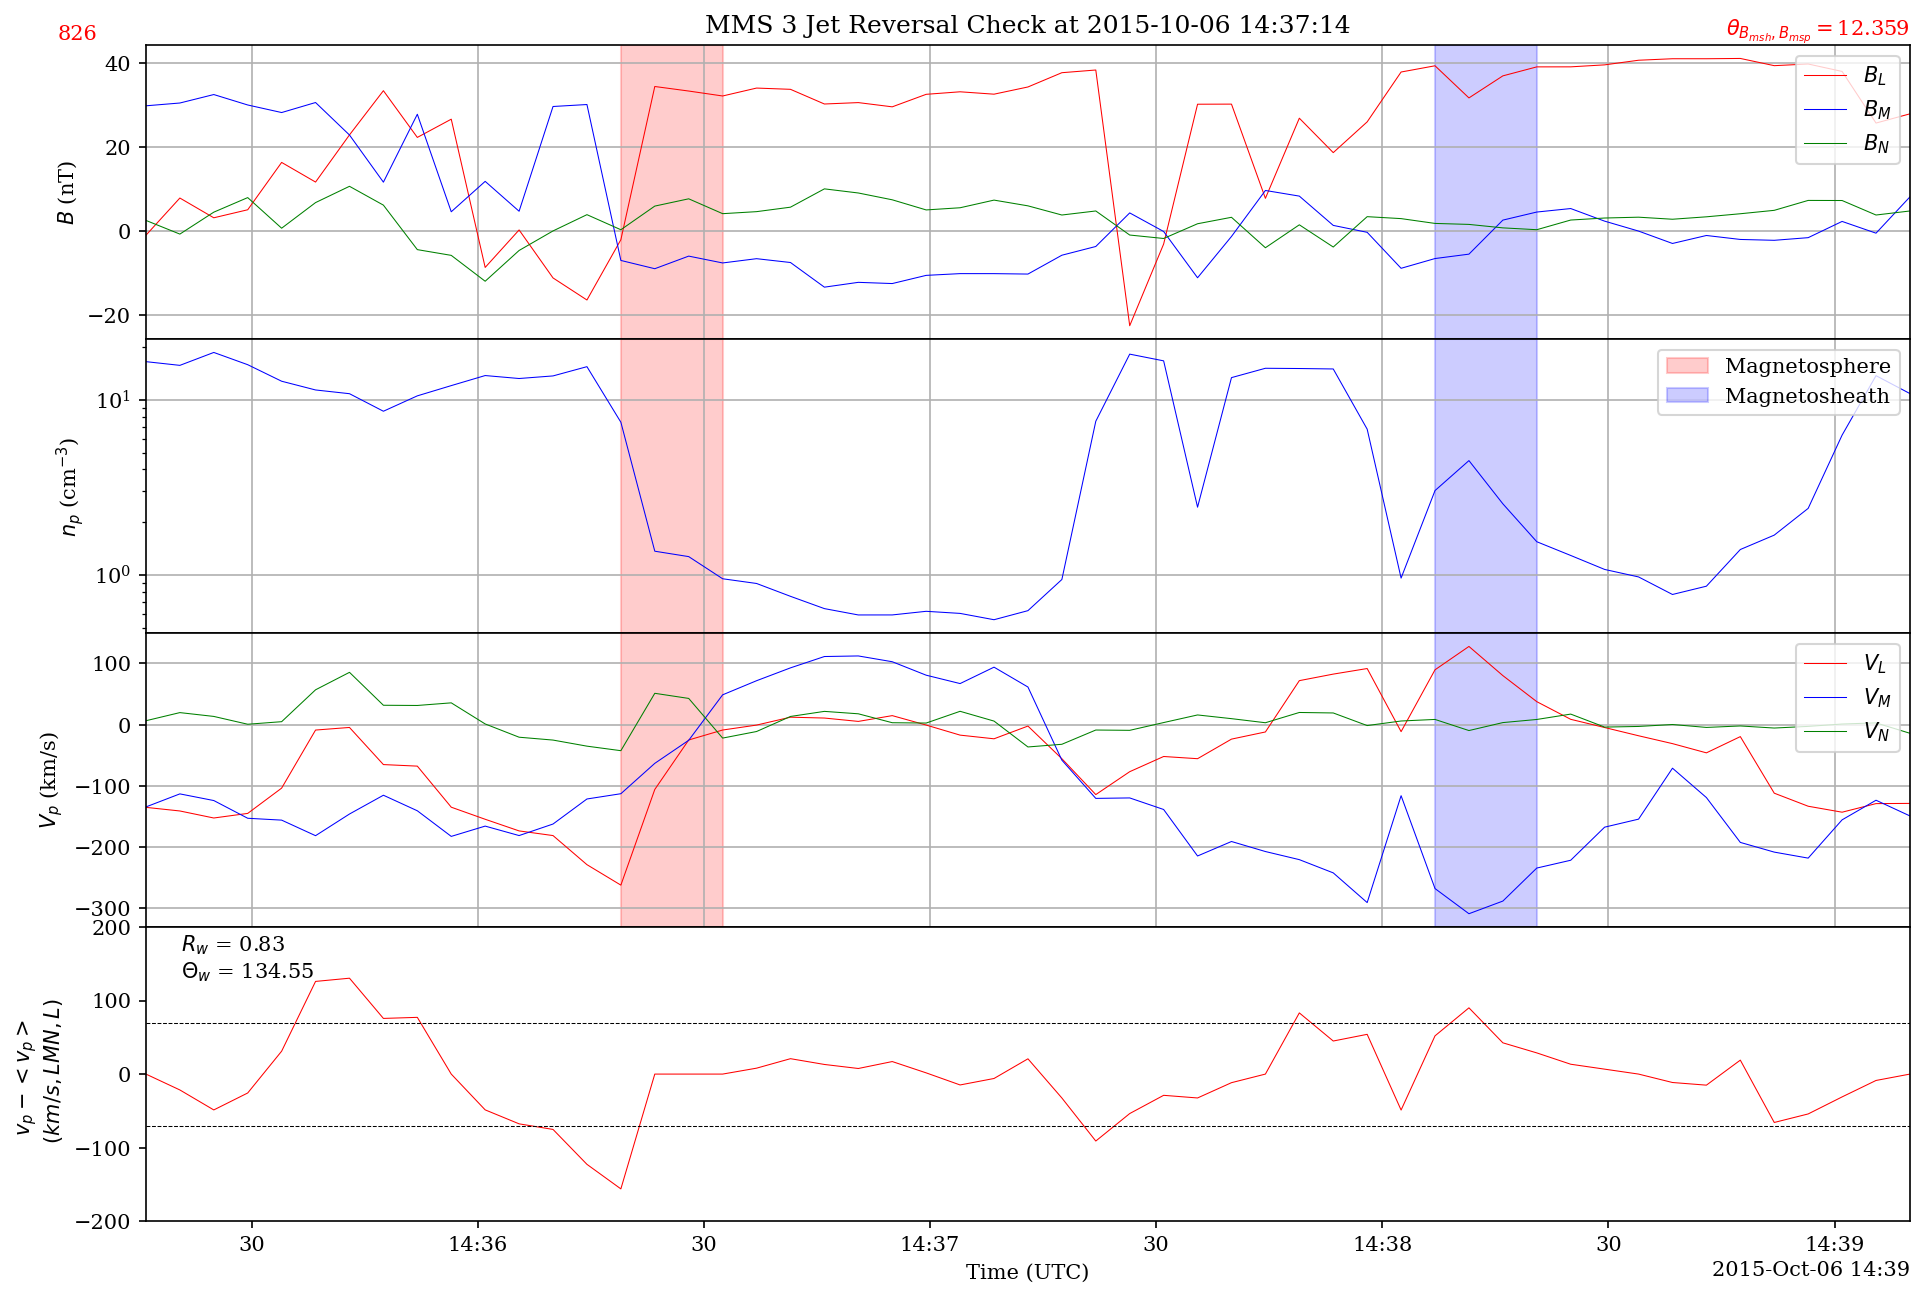 826
MMS 3 Jet Reversal Check at 2015-10-06 14:37:14
θ_{B_{msh}, B_{msp}} = 12.359
40
20
0
−20
B (nT)
B_L
B_M
B_N
10^1
10^0
n_p (cm^{−3})
Magnetosphere
Magnetosheath
100
0
−100
−200
−300
V_p (km/s)
V_L
V_M
V_N
200
100
0
−100
−200
v_p − < v_p >
(km/s, LMN, L)
R_w = 0.83
Θ_w = 134.55
30
14:36
30
14:37
30
14:38
30
14:39
Time (UTC)
2015-Oct-06 14:39